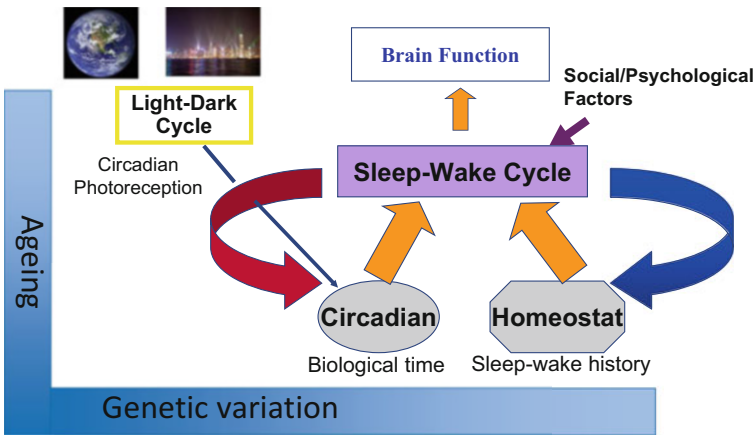 Brain Function
Social/Psychological
Factors
Light-Dark
Cycle
Circadian
Photoreception
Sleep-Wake Cycle
Ageing
Circadian
Homeostat
Biological time
Sleep-wake history
Genetic variation